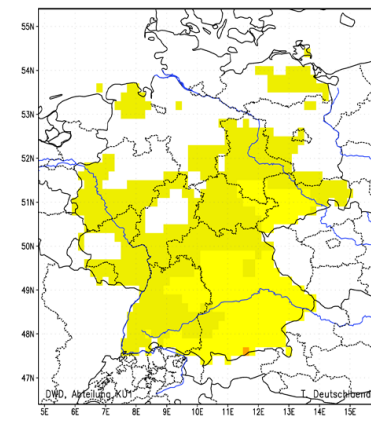 55N
54N
53N
52N
51N
50N
49N
48N
47N
DWD, Abteilung KU1 T. Deutschlaend
5E 6E 7E 8E 9E 10E 11E 12E 13E 14E 15E